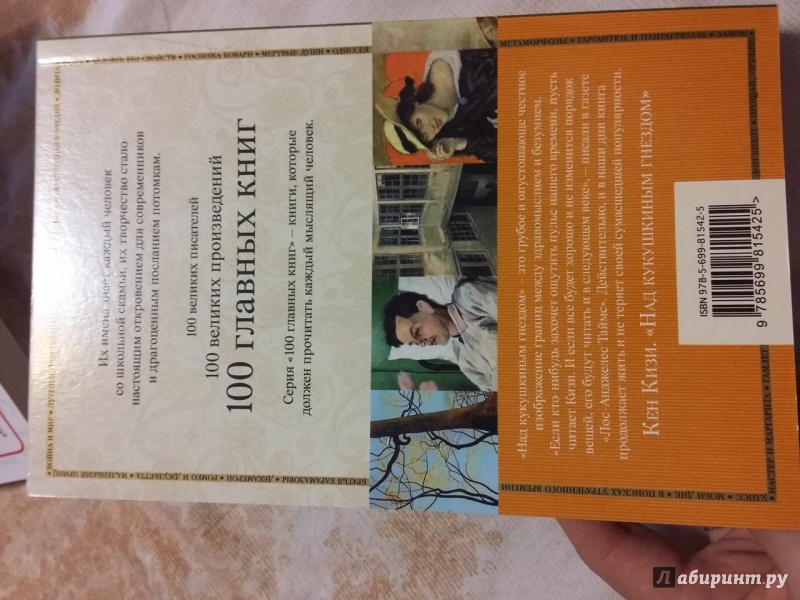 Их имена знает каждый человек
со школьной скамьи, их творчество стало
настоящим откровением для современников
и драгоценным посланием потомкам.
100 великих писателей
100 великих произведений
100 главных книг
Серия «100 главных книг» – книги, которые
должен прочитать каждый мыслящий человек.
«Над кукушкиным гнездом» – это грубое и опустошающе честное
изображение границ между здравомыслием и безумием.
«Если кто-нибудь захочет ощутить пульс нашего времени, пусть
читает Кизи. И если все будет хорошо и не изменится порядок
вещей, его будут читать и в следующем веке», – писали в газете
«Лос-Анджелес Таймс». Действительно, и в наши дни книга
продолжает жить и не теряет своей сумасшедшей популярности.
Кен Кизи. «Над кукушкиным гнездом»
ISBN 978-5-699-81542-5
9 785699 815425 >
• ВОЙНА И МИР •
БОВАРИ • МЕРТВЫЕ ДУШИ • ОДИССЕЯ
МЕТАМОРФОЗЫ • ГАРГАНТЮА И ПАНТАГРЮЭЛЬ • ЗАМОК
БРАТЬЯ КАРАМАЗОВЫ • ДЕКАМЕРОН • РОМЕО И ДЖУЛЬЕТТА • МАЛЕНЬКИЙ ПРИНЦ
УЛИСС • МОБИ ДИК • В ПОИСКАХ УТРАЧЕННОГО ВРЕМЕНИ
• МАСТЕР И МАРГАРИТА •
Лабиринт.ру